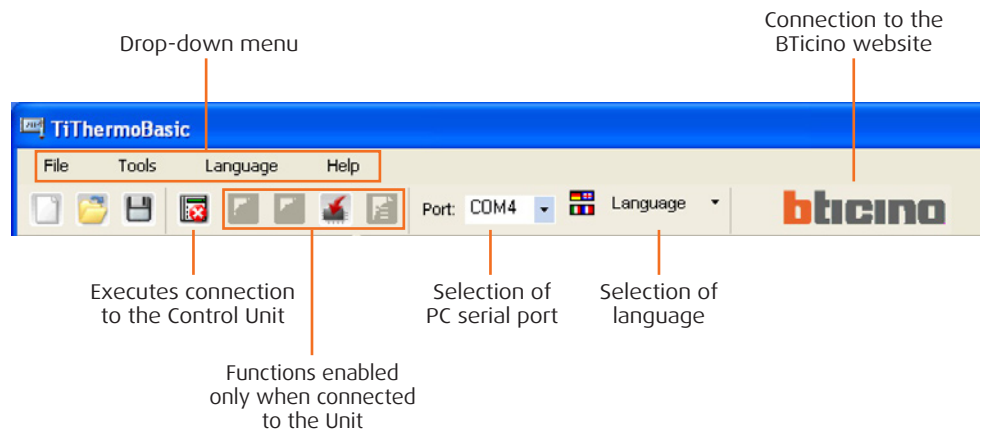 Connection to the
BTicino website
Drop-down menu
TiThermoBasic
File Tools Language Help
Port: COM4 Language bticino
Executes connection
to the Control Unit
Selection of
PC serial port
Selection of
language
Functions enabled
only when connected
to the Unit